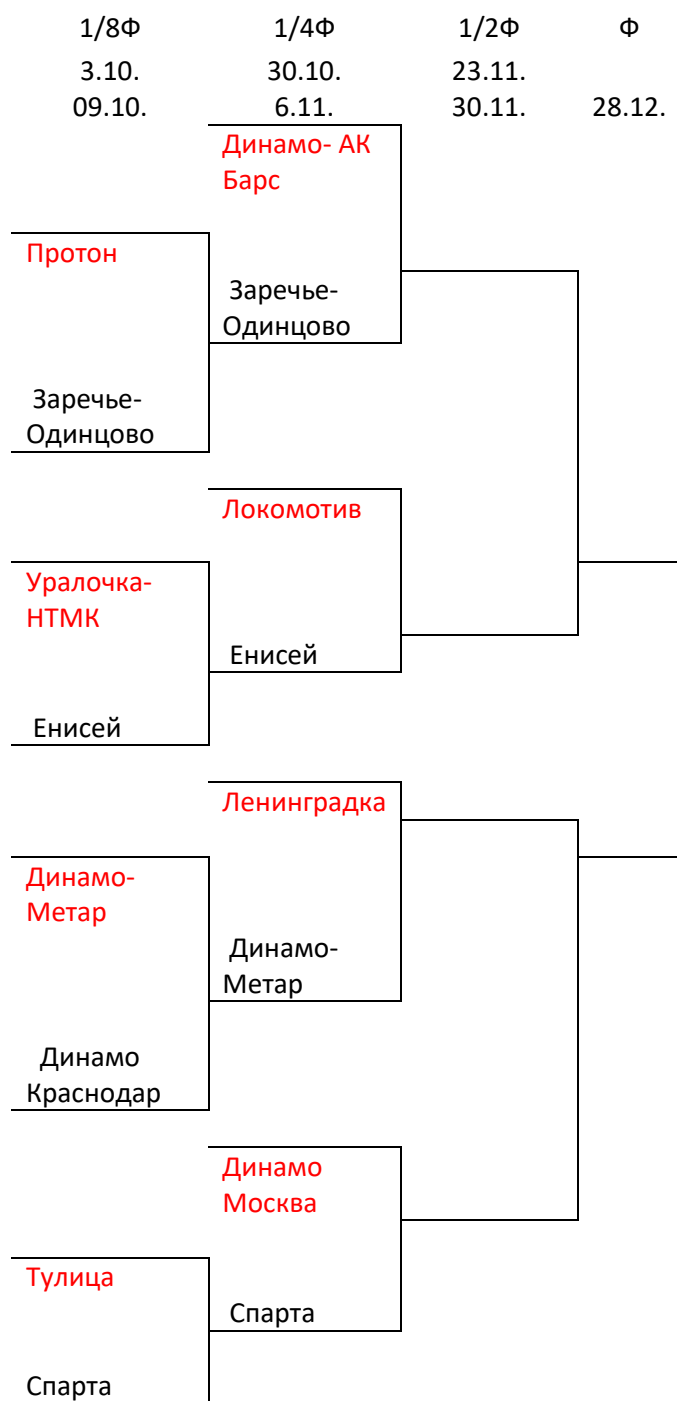 1/8Ф 1/4Ф 1/2Ф Ф
3.10. 30.10. 23.11.
09.10. 6.11. 30.11. 28.12.
Динамо- АК
Барс
Протон
Заречье-
Одинцово
Заречье-
Одинцово
Локомотив
Уралочка-
НТМК
Енисей
Енисей
Ленинградка
Динамо-
Метар
Динамо-
Метар
Динамо
Краснодар
Динамо
Москва
Тулица
Спарта
Спарта